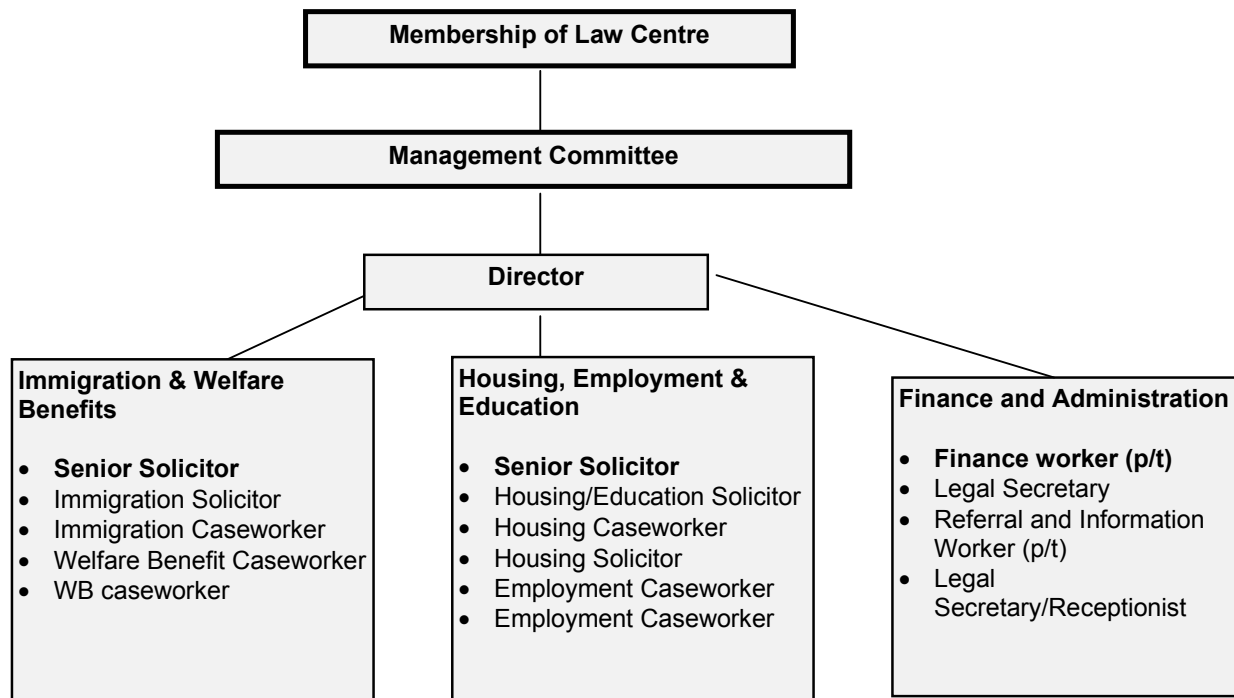 Membership of Law Centre
Management Committee
Director
Immigration & Welfare
Benefits
• Senior Solicitor
• Immigration Solicitor
• Immigration Caseworker
• Welfare Benefit Caseworker
• WB caseworker
Housing, Employment &
Education
• Senior Solicitor
• Housing/Education Solicitor
• Housing Caseworker
• Housing Solicitor
• Employment Caseworker
• Employment Caseworker
Finance and Administration
• Finance worker (p/t)
• Legal Secretary
• Referral and Information
Worker (p/t)
• Legal
Secretary/Receptionist